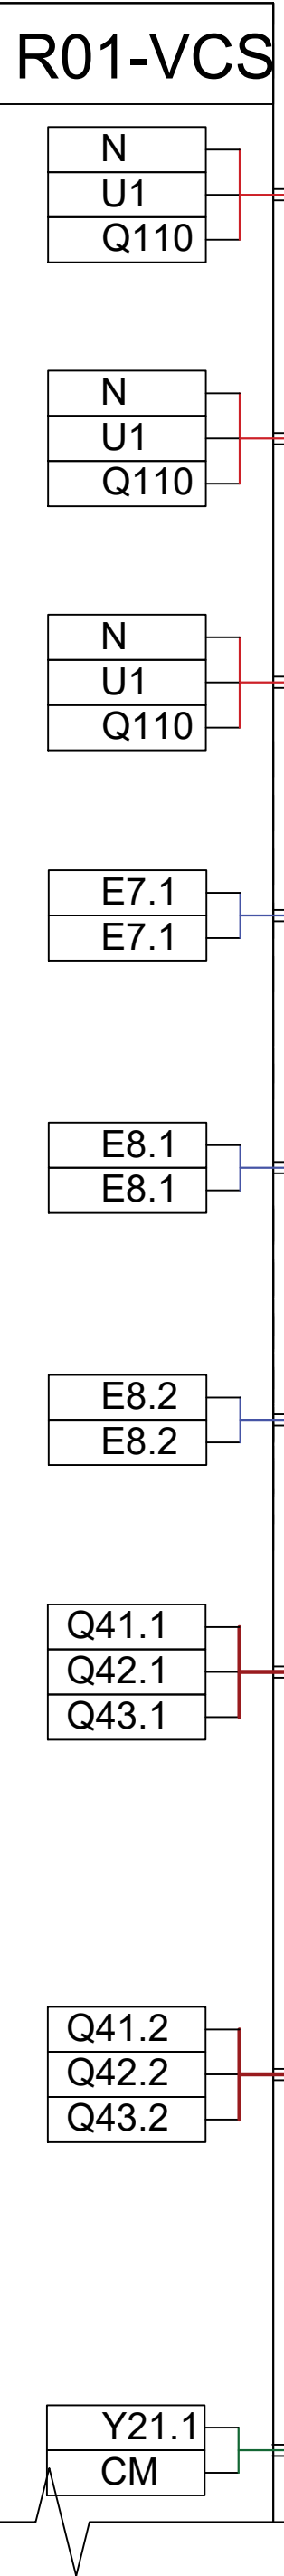 R01-VCS
N
U1
Q110
N
U1
Q110
N
U1
Q110
E7.1
E7.1
E8.1
E8.1
E8.2
E8.2
Q41.1
Q42.1
Q43.1
Q41.2
Q42.2
Q43.2
Y21.1
CM